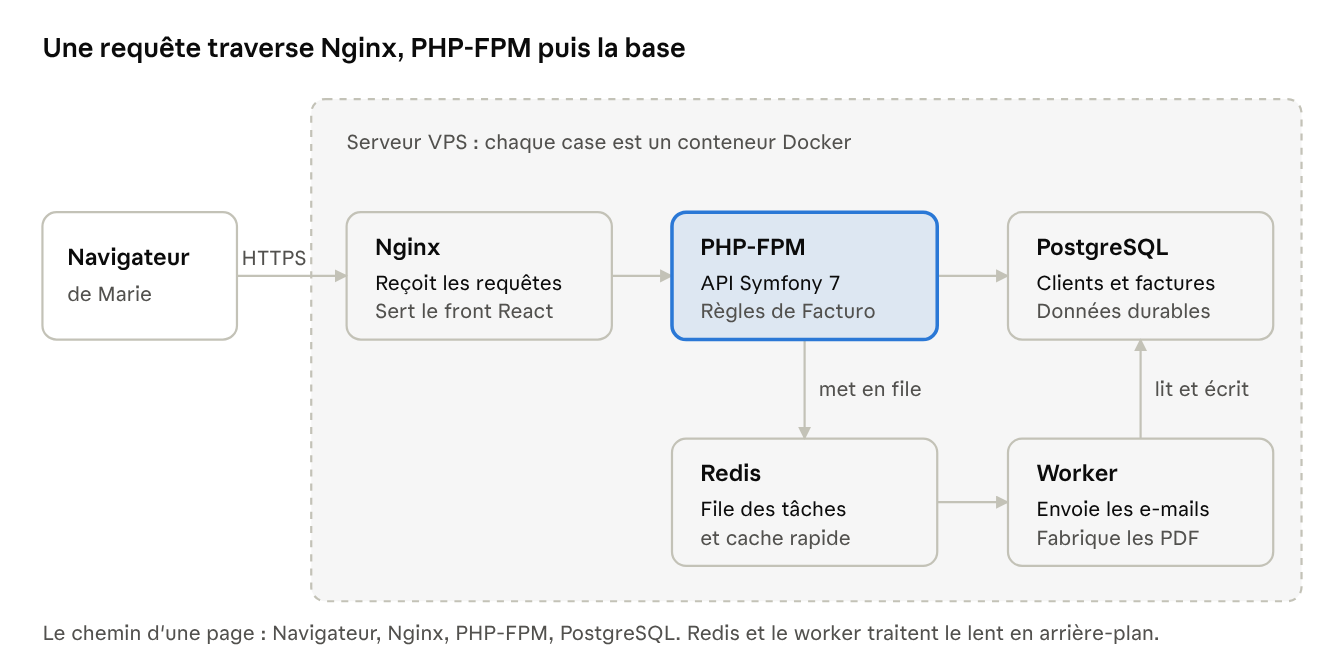 Une requête traverse Nginx, PHP-FPM puis la base
Serveur VPS : chaque case est un conteneur Docker
Navigateur
de Marie
HTTPS
Nginx
Reçoit les requêtes
Sert le front React
PHP-FPM
API Symfony 7
Règles de Facturo
PostgreSQL
Clients et factures
Données durables
met en file
lit et écrit
Redis
File des tâches
et cache rapide
Worker
Envoie les e-mails
Fabrique les PDF
Le chemin d'une page : Navigateur, Nginx, PHP-FPM, PostgreSQL. Redis et le worker traitent le lent en arrière-plan.